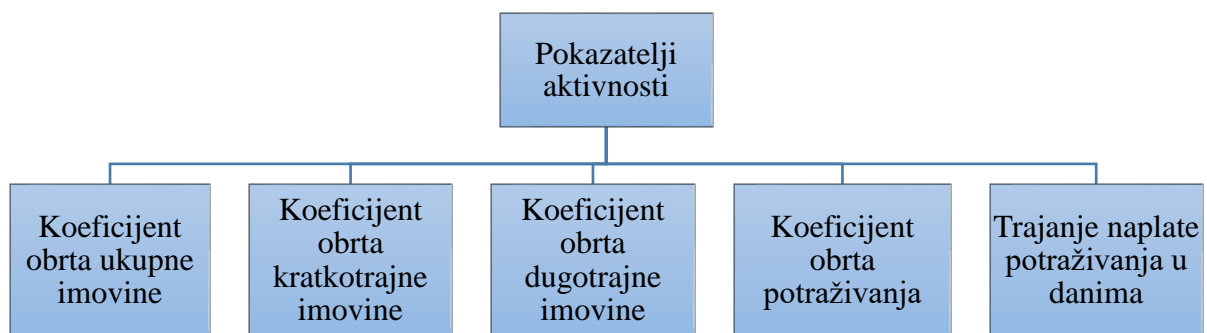 Pokazatelji
aktivnosti
Koeficijent
obrta ukupne
imovine
Koeficijent
obrta
kratkotrajne
imovine
Koeficijent
obrta
dugotrajne
imovine
Koeficijent
obrta
potraživanja
Trajanje naplate
potraživanja u
danima